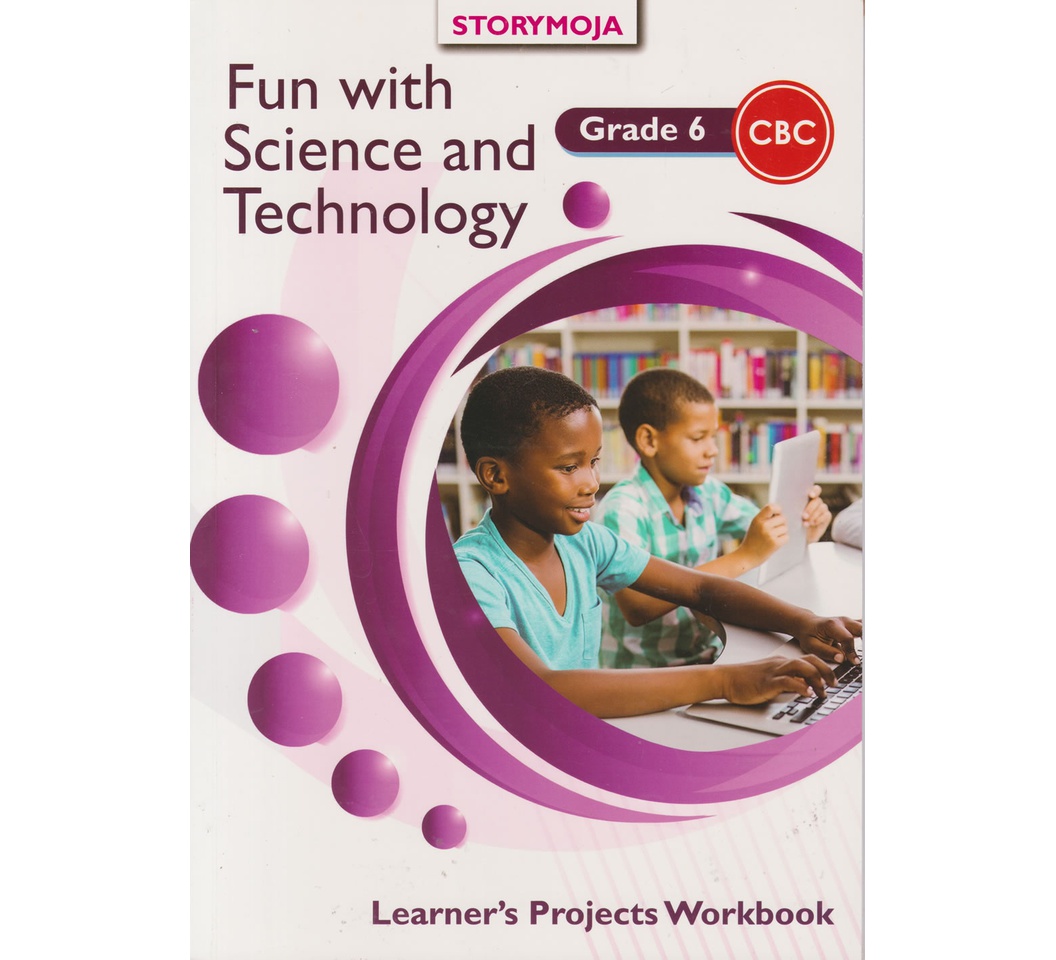 STORYMOJA
Fun with
Science and
Technology
Grade 6
CBC
Learner's Projects Workbook